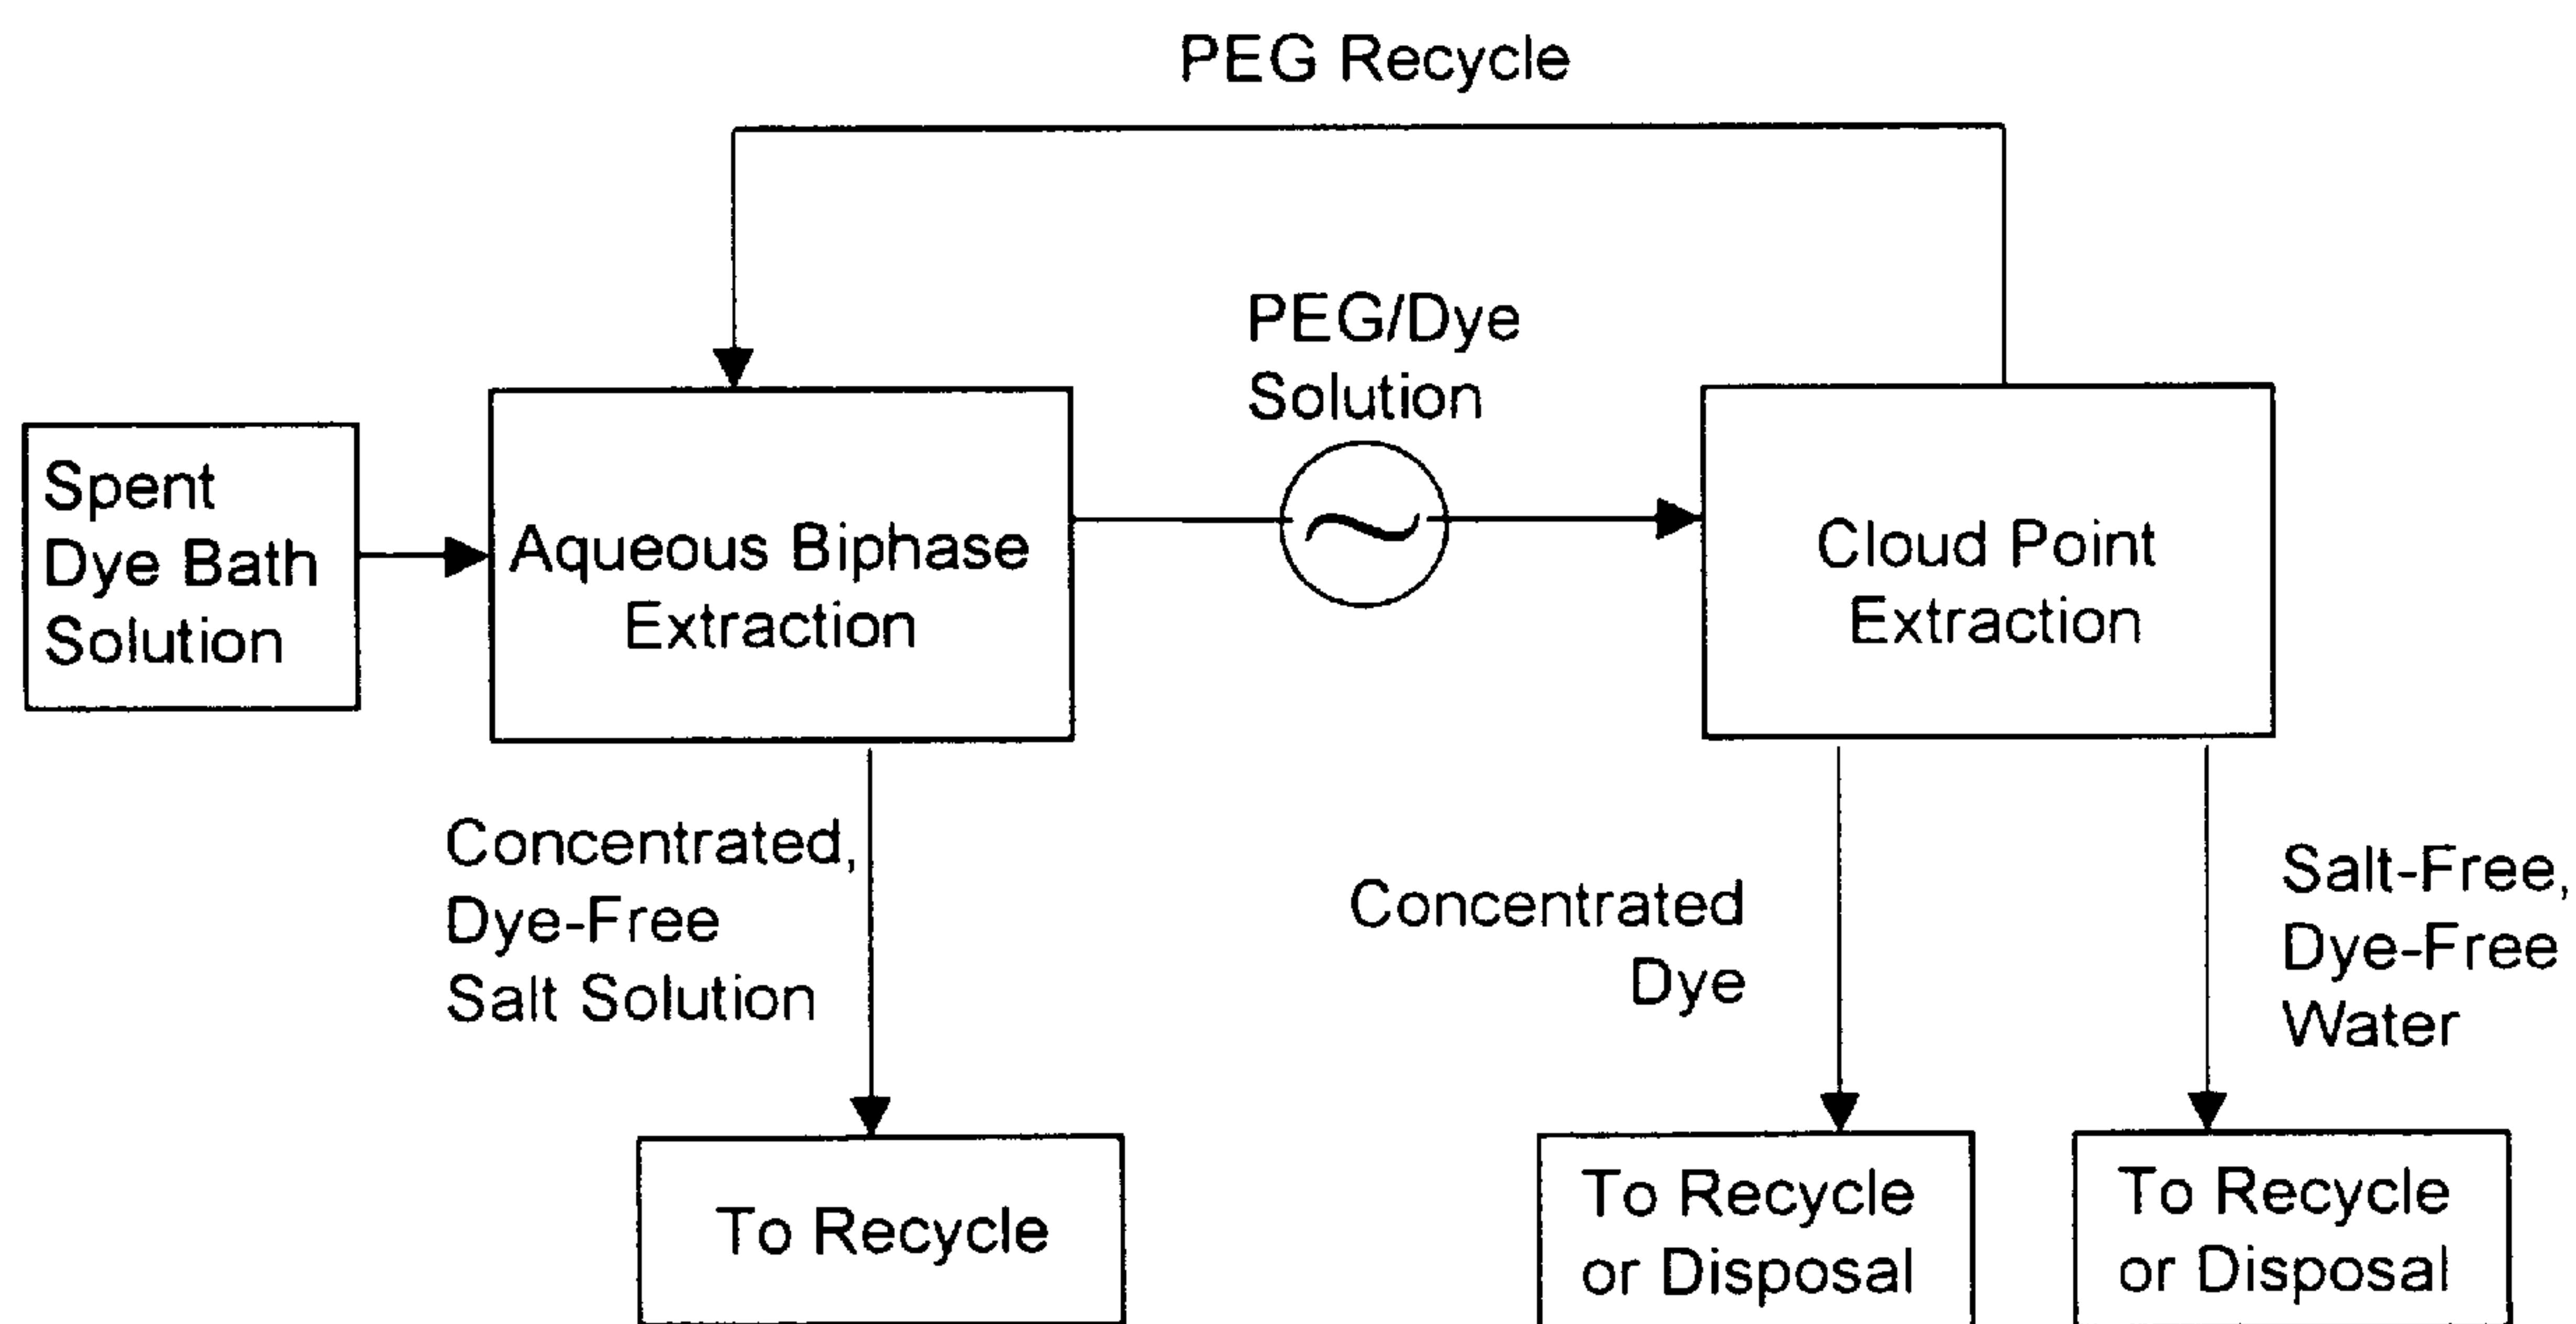 PEG Recycle
PEG/Dye
Solution
Spent
Dye Bath
Solution
Aqueous Biphase
Extraction
Cloud Point
Extraction
Concentrated,
Dye-Free
Salt Solution
Concentrated
Dye
Salt-Free,
Dye-Free
Water
To Recycle
To Recycle
or Disposal
To Recycle
or Disposal